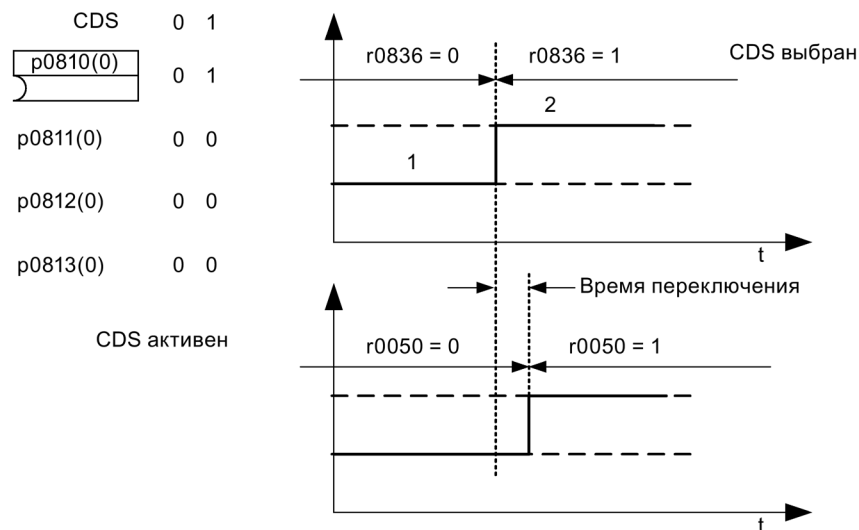 CDS 0 1
p0810(0) 0 1
p0811(0) 0 0
p0812(0) 0 0
p0813(0) 0 0
r0836 = 0 r0836 = 1 CDS выбран
2
1
t
Время переключения
CDS активен
r0050 = 0 r0050 = 1
t